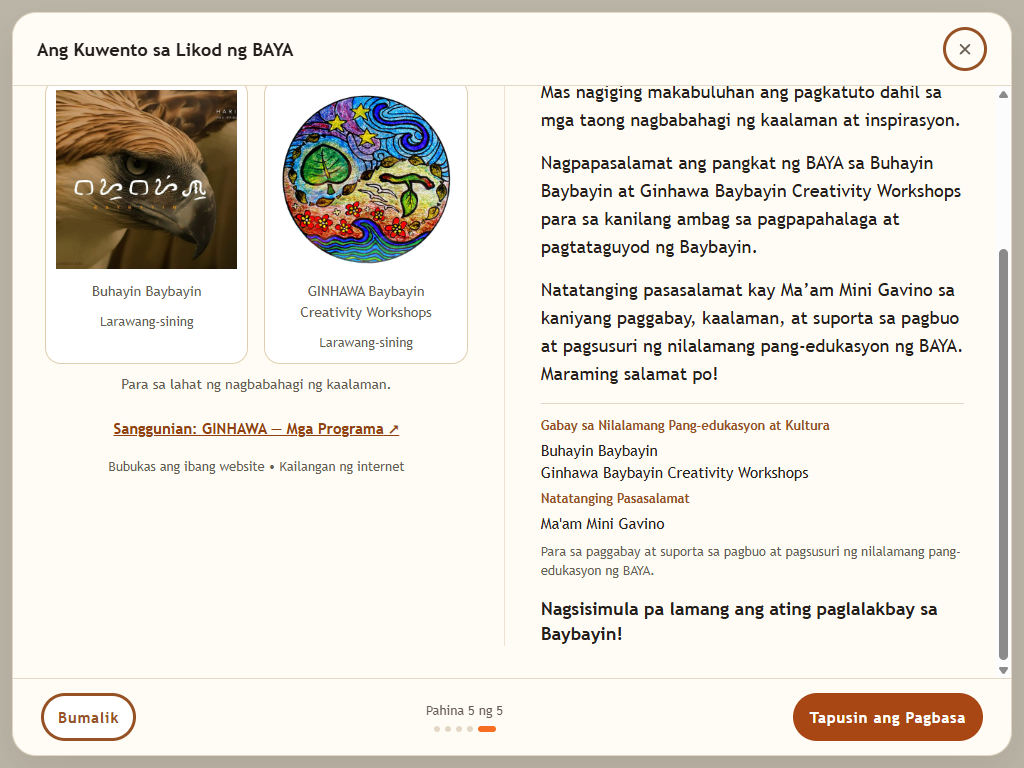 Ang Kuwento sa Likod ng BAYA
Buhayin Baybayin
Larawang-sining
GINHAWA Baybayin
Creativity Workshops
Larawang-sining
Para sa lahat ng nagbabahagi ng kaalaman.
Sanggunian: GINHAWA — Mga Programa ↗
Bubukas ang ibang website • Kailangan ng internet
Mas nagiging makabuluhan ang pagkatuto dahil sa
mga taong nagbabahagi ng kaalaman at inspirasyon.
Nagpapasalamat ang pangkat ng BAYA sa Buhayin
Baybayin at Ginhawa Baybayin Creativity Workshops
para sa kanilang ambag sa pagpapahalaga at
pagtataguyod ng Baybayin.
Natatanging pasasalamat kay Ma’am Mini Gavino sa
kaniyang paggabay, kaalaman, at suporta sa pagbuo
at pagsusuri ng nilalamang pang-edukasyon ng BAYA.
Maraming salamat po!
Gabay sa Nilalamang Pang-edukasyon at Kultura
Buhayin Baybayin
Ginhawa Baybayin Creativity Workshops
Natatanging Pasasalamat
Ma'am Mini Gavino
Para sa paggabay at suporta sa pagbuo at pagsusuri ng nilalamang pang-
edukasyon ng BAYA.
Nagsisimula pa lamang ang ating paglalakbay sa
Baybayin!
Bumalik
Pahina 5 ng 5
Tapusin ang Pagbasa